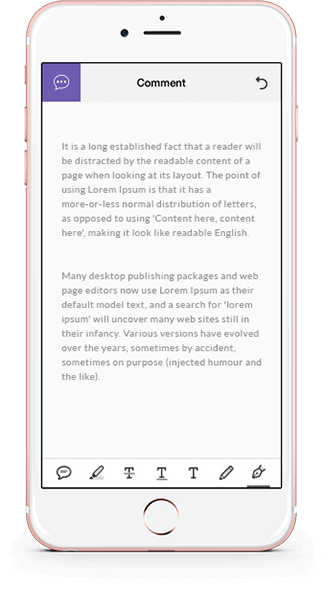 Comment
It is a long established fact that a reader will
be distracted by the readable content of a
page when looking at its layout. The point of
using Lorem Ipsum is that it has a
more-or-less normal distribution of letters,
as opposed to using 'Content here, content
here', making it look like readable English.
Many desktop publishing packages and web
page editors now use Lorem Ipsum as their
default model text, and a search for 'lorem
ipsum' will uncover many web sites still in
their infancy. Various versions have evolved
over the years, sometimes by accident,
sometimes on purpose (injected humour and
the like).
T T T